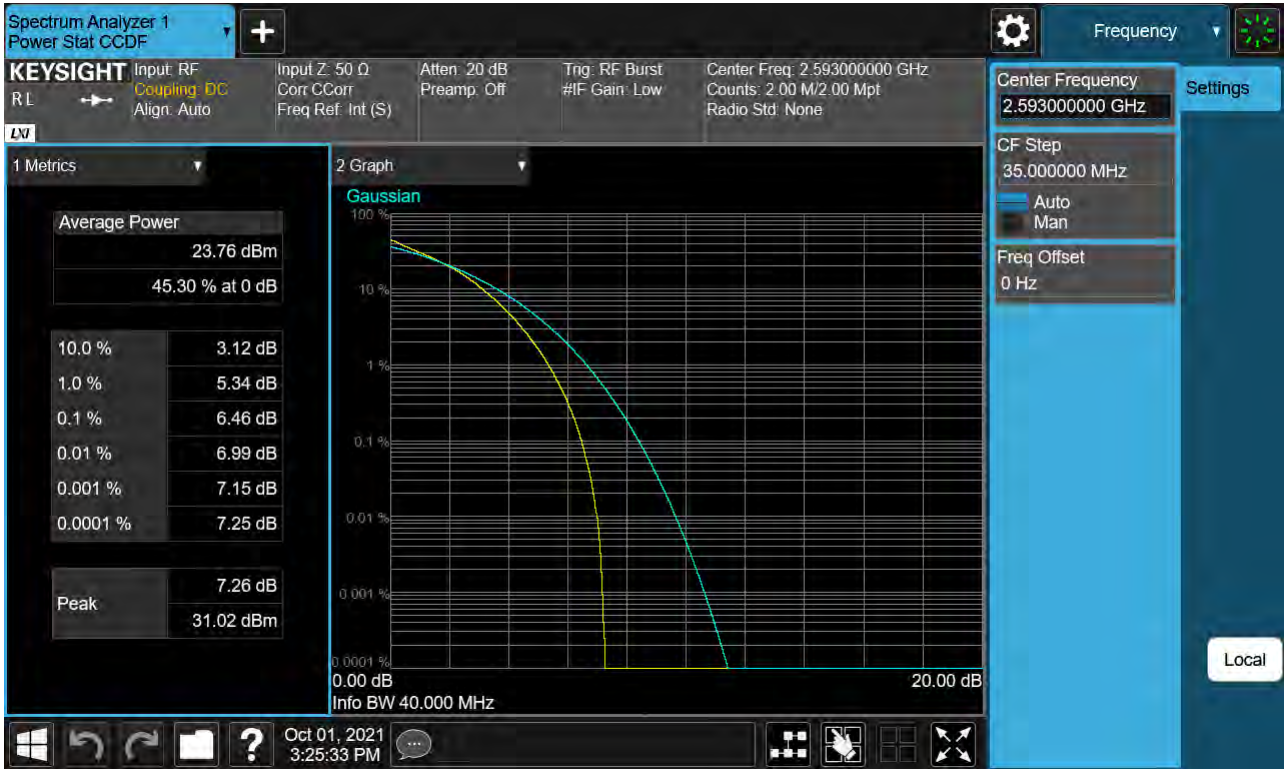 Spectrum Analyzer 1
Power Stat CCDF
+
Frequency
KEYSIGHT
RL
LXI
Input: RF
Coupling: DC
Align: Auto
Input Z: 50 Ω
Corr CCorr
Freq Ref: Int (S)
Atten: 20 dB
Preamp: Off
Trig: RF Burst
#IF Gain: Low
Center Freq: 2.593000000 GHz
Counts: 2.00 M/2.00 Mpt
Radio Std: None
1 Metrics
Average Power
23.76 dBm
45.30 % at 0 dB
10.0 % 3.12 dB
1.0 % 5.34 dB
0.1 % 6.46 dB
0.01 % 6.99 dB
0.001 % 7.15 dB
0.0001 % 7.25 dB
Peak
7.26 dB
31.02 dBm
2 Graph
Gaussian
100 %
10 %
1 %
0.1 %
0.01 %
0.001 %
0.0001 %
0.00 dB 20.00 dB
Info BW 40.000 MHz
Center Frequency
2.593000000 GHz
CF Step
35.000000 MHz
Auto
Man
Freq Offset
0 Hz
Settings
Local
?
Oct 01, 2021
3:25:33 PM